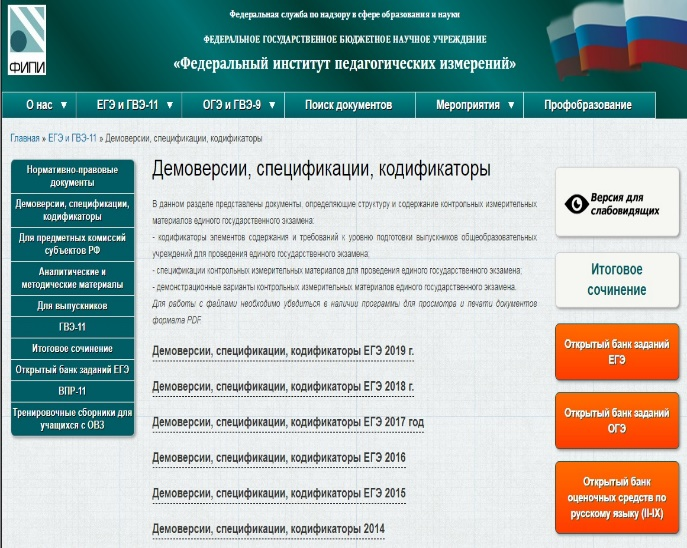 ФИПИ
Федеральная служба по надзору в сфере образования и науки
ФЕДЕРАЛЬНОЕ ГОСУДАРСТВЕННОЕ БЮДЖЕТНОЕ НАУЧНОЕ УЧРЕЖДЕНИЕ
«Федеральный институт педагогических измерений»
О нас ▼ ЕГЭ и ГВЭ-11 ▼ ОГЭ и ГВЭ-9 ▼ Поиск документов Мероприятия ▼ Профобразование
Главная » ЕГЭ и ГВЭ-11 » Демоверсии, спецификации, кодификаторы
Нормативно-правовые
документы
Демоверсии, спецификации,
кодификаторы
Для предметных комиссий
субъектов РФ
Аналитические и
методические материалы
Для выпускников
ГВЭ-11
Итоговое сочинение
Открытый банк заданий ЕГЭ
ВПР-11
Тренировочные сборники для
учащихся с ОВЗ
Демоверсии, спецификации, кодификаторы
В данном разделе представлены документы, определяющие структуру и содержание контрольных измерительных
материалов единого государственного экзамена:
- кодификаторы элементов содержания и требований к уровню подготовки выпускников общеобразовательных
учреждений для проведения единого государственного экзамена;
- спецификации контрольных измерительных материалов для проведения единого государственного экзамена;
- демонстрационные варианты контрольных измерительных материалов единого государственного экзамена.
Для работы с файлами необходимо убедиться в наличии программы для просмотра и печати документов
формата PDF.
Демоверсии, спецификации, кодификаторы ЕГЭ 2019 г.
Демоверсии, спецификации, кодификаторы ЕГЭ 2018 г.
Демоверсии, спецификации, кодификаторы ЕГЭ 2017 год
Демоверсии, спецификации, кодификаторы ЕГЭ 2016
Демоверсии, спецификации, кодификаторы ЕГЭ 2015
Демоверсии, спецификации, кодификаторы 2014
Версия для
слабовидящих
Итоговое
сочинение
Открытый банк заданий
ЕГЭ
Открытый банк заданий
ОГЭ
Открытый банк
оценочных средств по
русскому языку (II-IX)